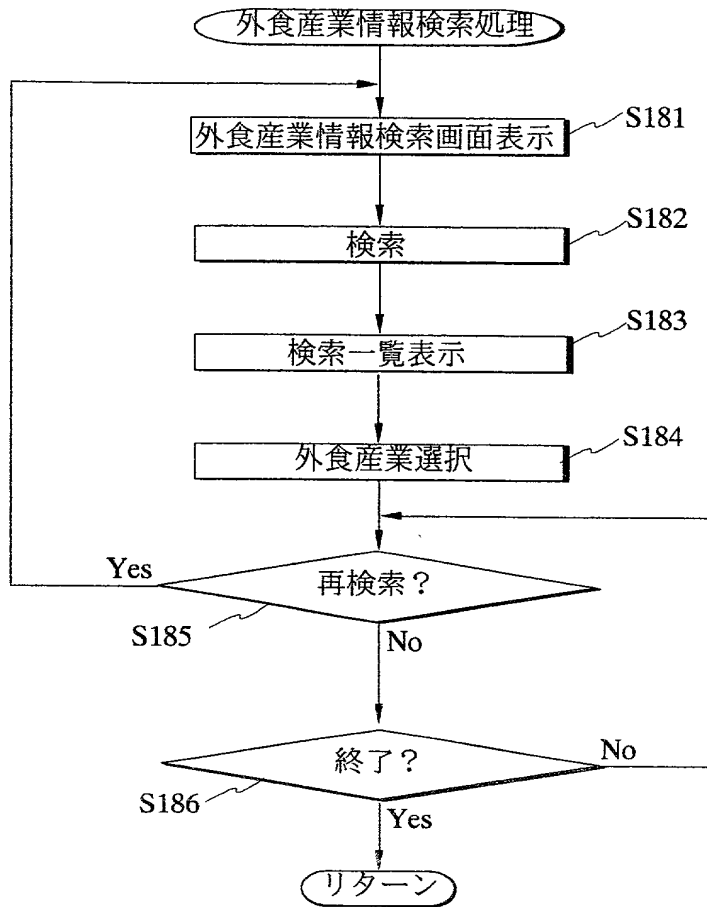 外食産業情報検索処理
外食産業情報検索画面表示
S181
検索
S182
検索一覧表示
S183
外食産業選択
S184
Yes
再検索？
S185
No
終了？
No
S186
Yes
リターン